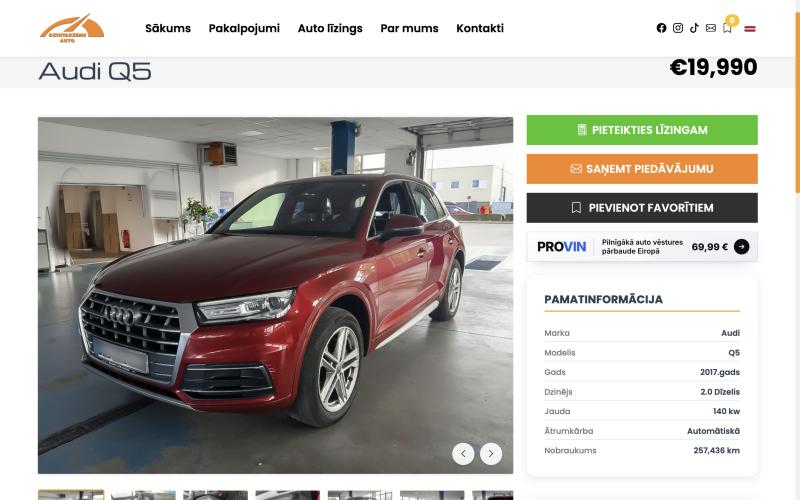 DZINTARZEME
AUTO
Sākums
Pakalpojumi
Auto līzings
Par mums
Kontakti
0
Audi Q5
€19,990
PIETEIKTIES LĪZINGAM
SAŅEMT PIEDĀVĀJUMU
PIEVIENOT FAVORĪTIEM
PROVIN
Pilnīgākā auto vēstures
pārbaude Eiropā
69,99 €
PAMATINFORMĀCIJA
Marka Audi
Modelis Q5
Gads 2017.gads
Dzinējs 2.0 Dīzelis
Jauda 140 kw
Ātrumkārba Automātiskā
Nobraukums 257,436 km